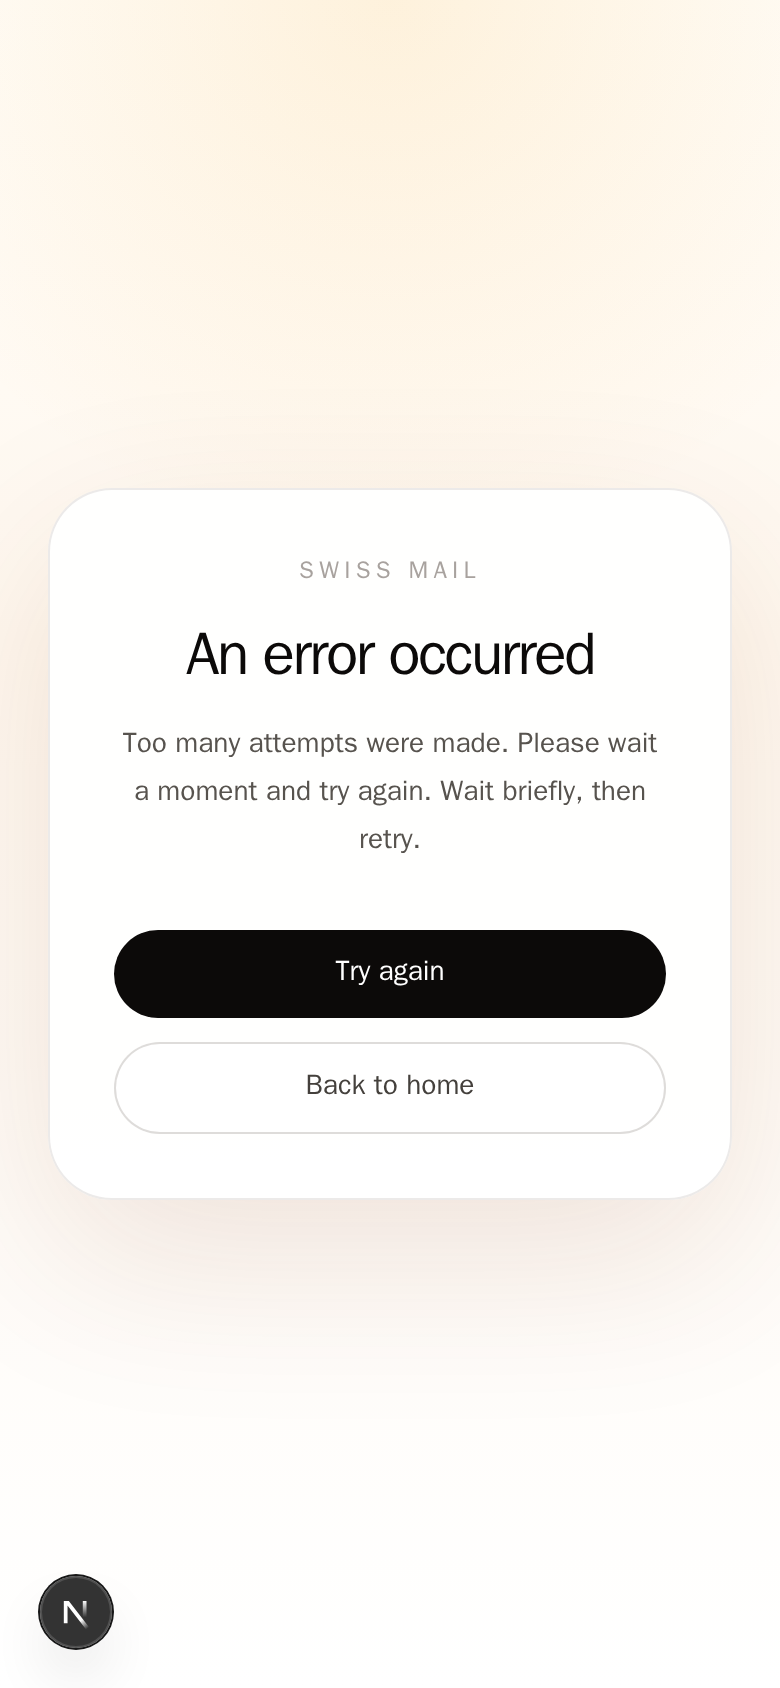 SWISS MAIL
An error occurred
Too many attempts were made. Please wait
a moment and try again. Wait briefly, then
retry.
Try again
Back to home
N